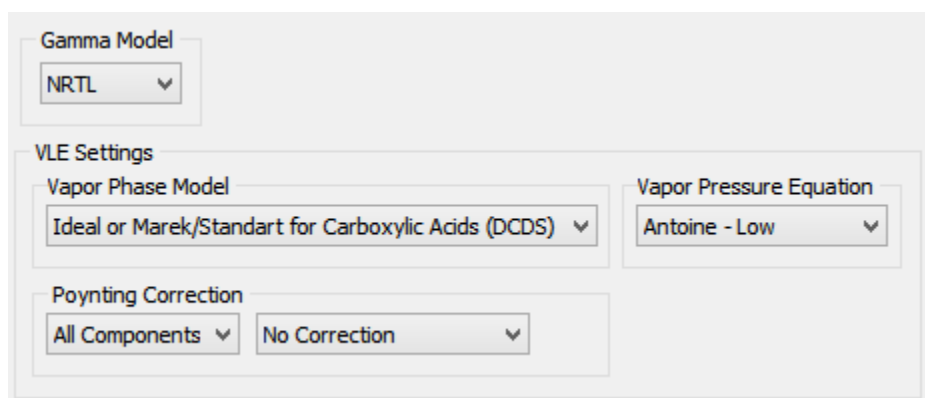 Gamma Model
NRTL
VLE Settings
Vapor Phase Model
Ideal or Marek/Standart for Carboxylic Acids (DCDS)
Vapor Pressure Equation
Antoine - Low
Poynting Correction
All Components
No Correction